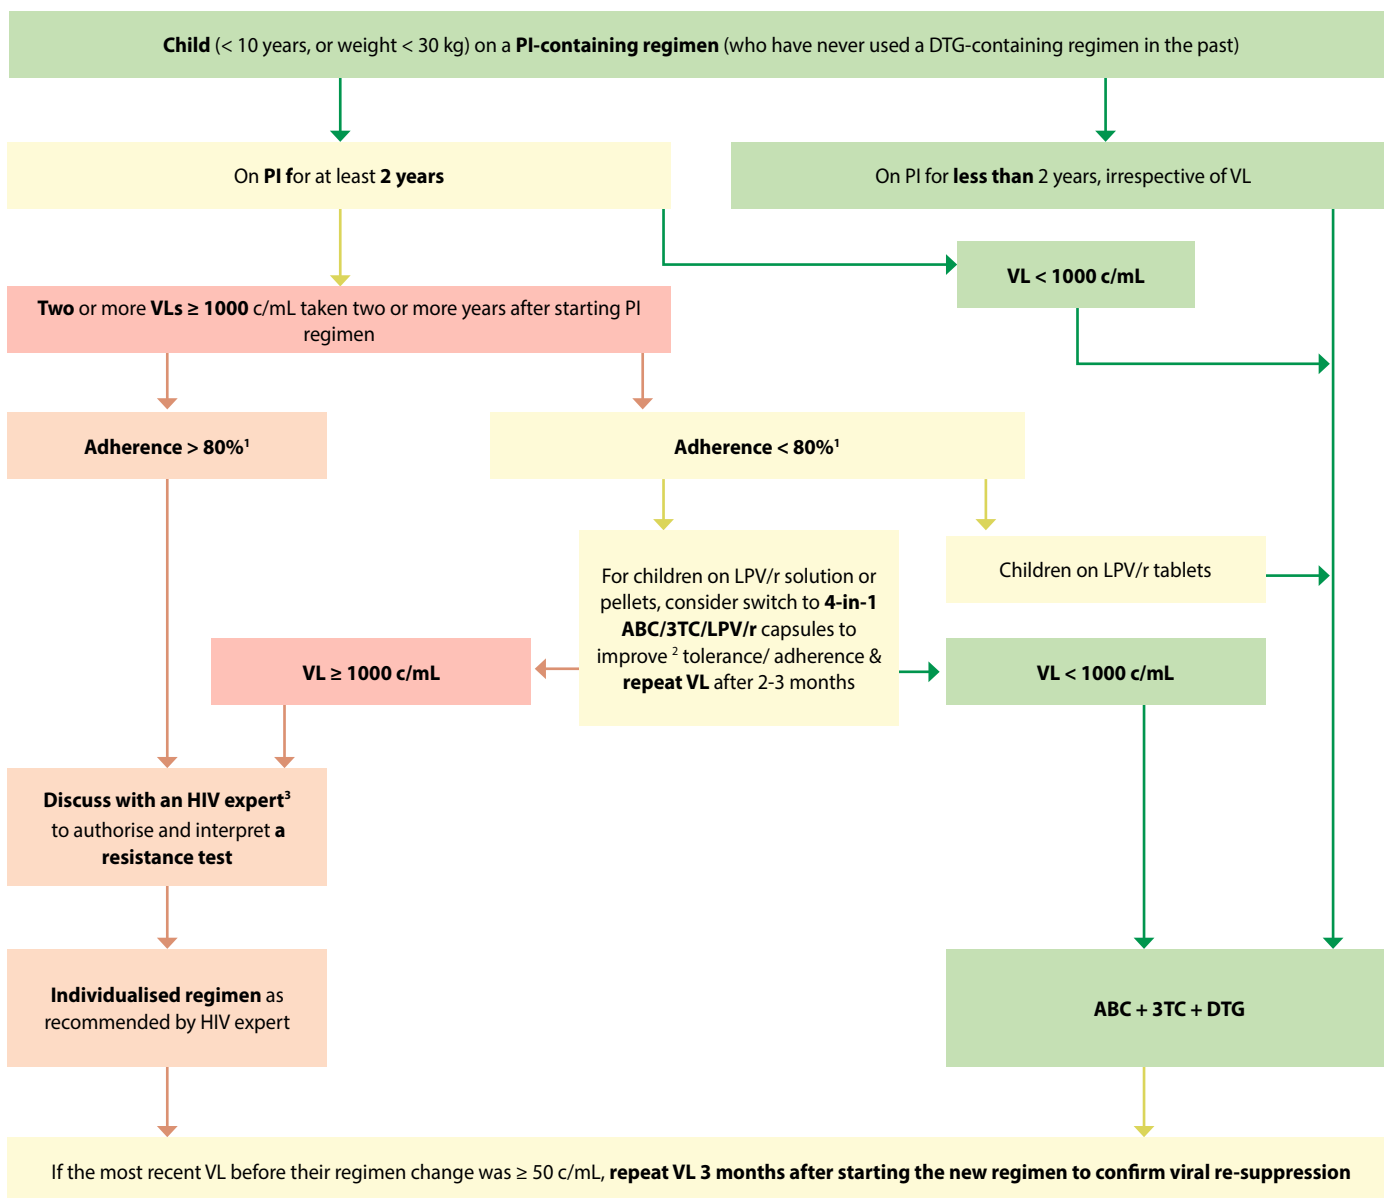 Child (< 10 years, or weight < 30 kg) on a PI-containing regimen (who have never used a DTG-containing regimen in the past)
On PI for at least 2 years
On PI for less than 2 years, irrespective of VL
VL < 1000 c/mL
Two or more VLs ≥ 1000 c/mL taken two or more years after starting PI
regimen
Adherence > 80%¹
Adherence < 80%¹
For children on LPV/r solution or
pellets, consider switch to 4-in-1
ABC/3TC/LPV/r capsules to
improve ² tolerance/ adherence &
repeat VL after 2-3 months
Children on LPV/r tablets
VL ≥ 1000 c/mL
VL < 1000 c/mL
Discuss with an HIV expert³
to authorise and interpret a
resistance test
Individualised regimen as
recommended by HIV expert
ABC + 3TC + DTG
If the most recent VL before their regimen change was ≥ 50 c/mL, repeat VL 3 months after starting the new regimen to confirm viral re-suppression